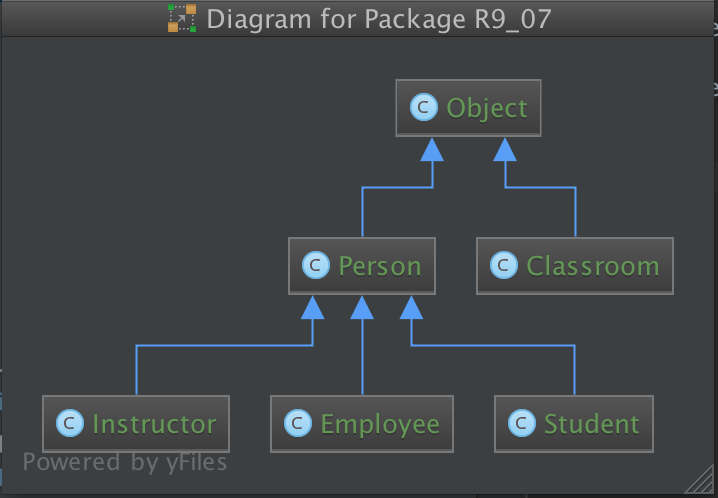 Diagram for Package R9_07
C Object
C Person
C Classroom
C Instructor
C Employee
C Student
Powered by yFiles